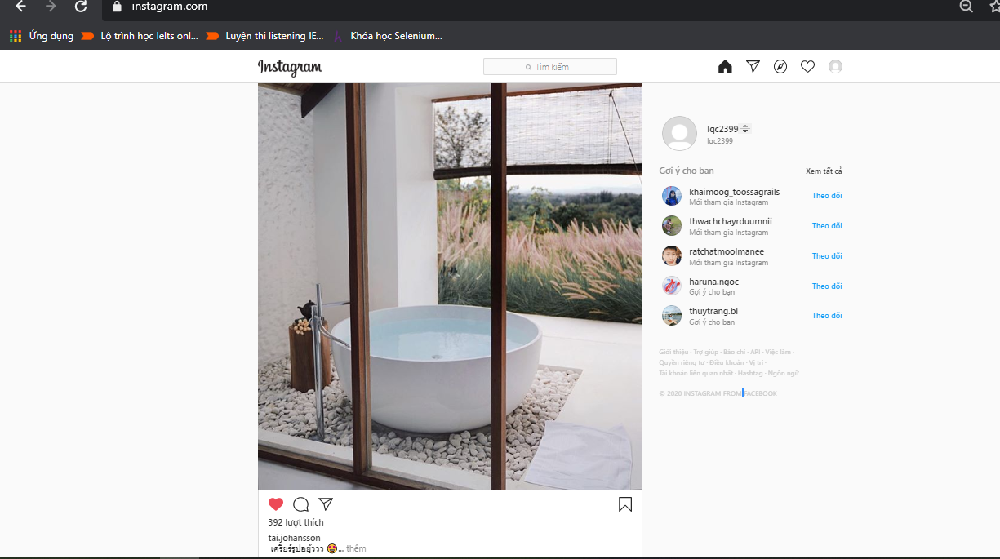 instagram.com
Ứng dụng Lộ trình học Ielts onl... Luyện thi listening IE... Khóa học Selenium...
Instagram Tìm kiếm
lqc2399
lqc2399
Gợi ý cho bạn Xem tất cả
khaimoog_toossagrails
Mới tham gia Instagram Theo dõi
thwachchayrduumnii
Mới tham gia Instagram Theo dõi
ratchatmoolmanee
Mới tham gia Instagram Theo dõi
haruna.ngoc
Gợi ý cho bạn Theo dõi
thuytrang.bl
Gợi ý cho bạn Theo dõi
Giới thiệu · Trợ giúp · Báo chí · API · Việc làm ·
Quyền riêng tư · Điều khoản · Vị trí ·
Tài khoản liên quan nhất · Hashtag · Ngôn ngữ
© 2020 INSTAGRAM FROM FACEBOOK
392 lượt thích
tai.johansson
เครียร์รูปอยู่ววว 🤩... thêm